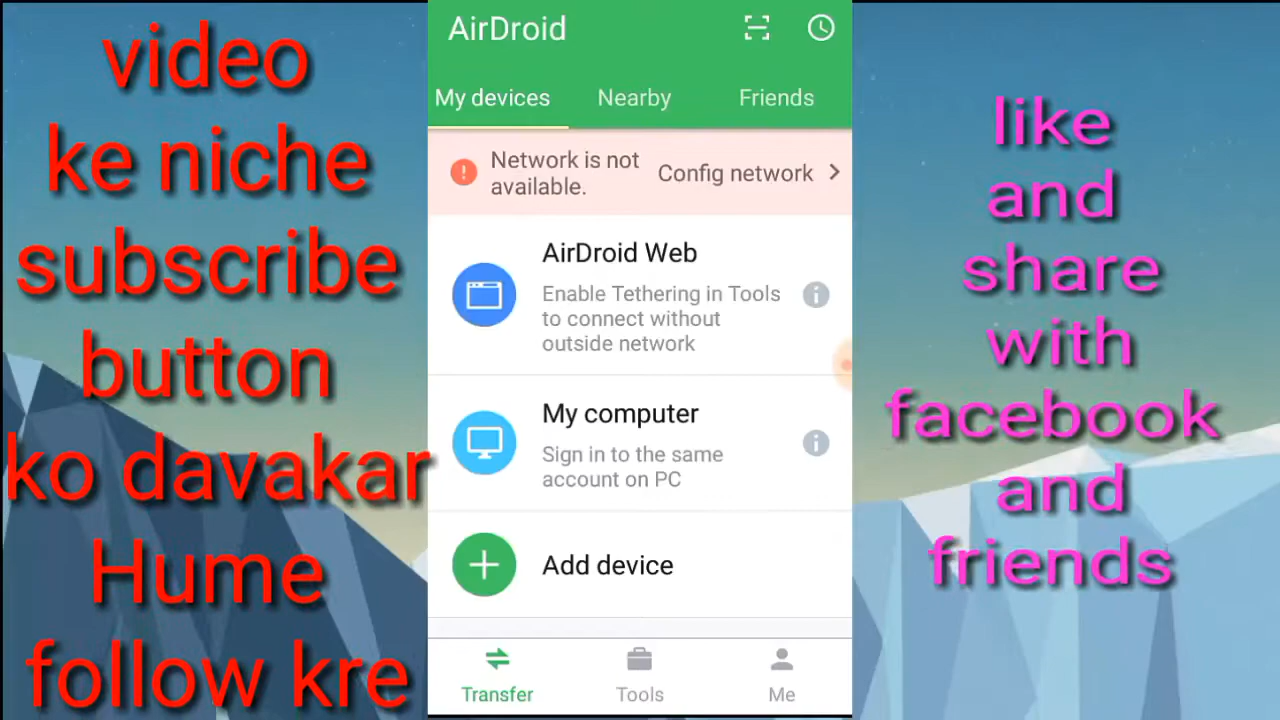 video
ke niche
subscribe
button
ko davakar
Hume
follow kre
AirDroid
My devices
Nearby
Friends
Network is not
available.
Config network
AirDroid Web
Enable Tethering in Tools
to connect without
outside network
My computer
Sign in to the same
account on PC
Add device
Transfer
Tools
Me
like
and
share
with
facebook
and
friends